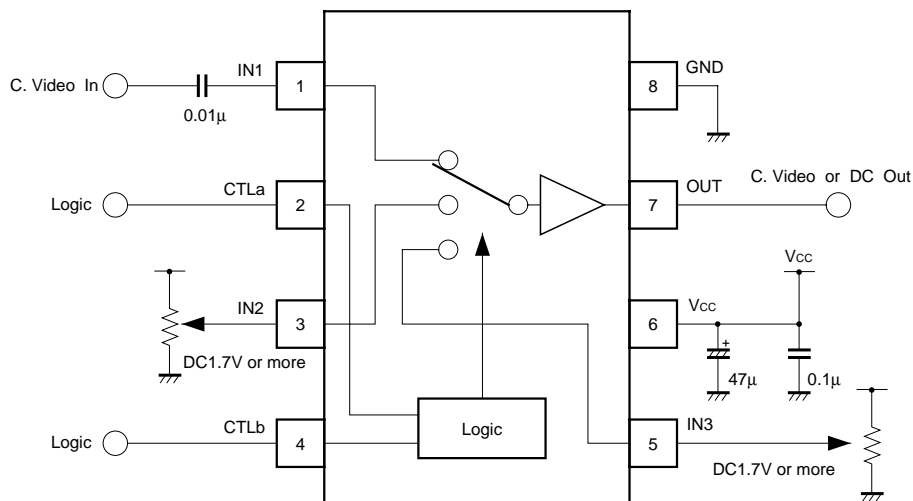 C. Video In
0.01μ
IN1
1
8
GND
Logic
CTLa
2
7
OUT
C. Video or DC Out
IN2
3
DC1.7V or more
6
Vcc
Vcc
+
47μ
0.1μ
Logic
CTLb
4
Logic
5
IN3
DC1.7V or more